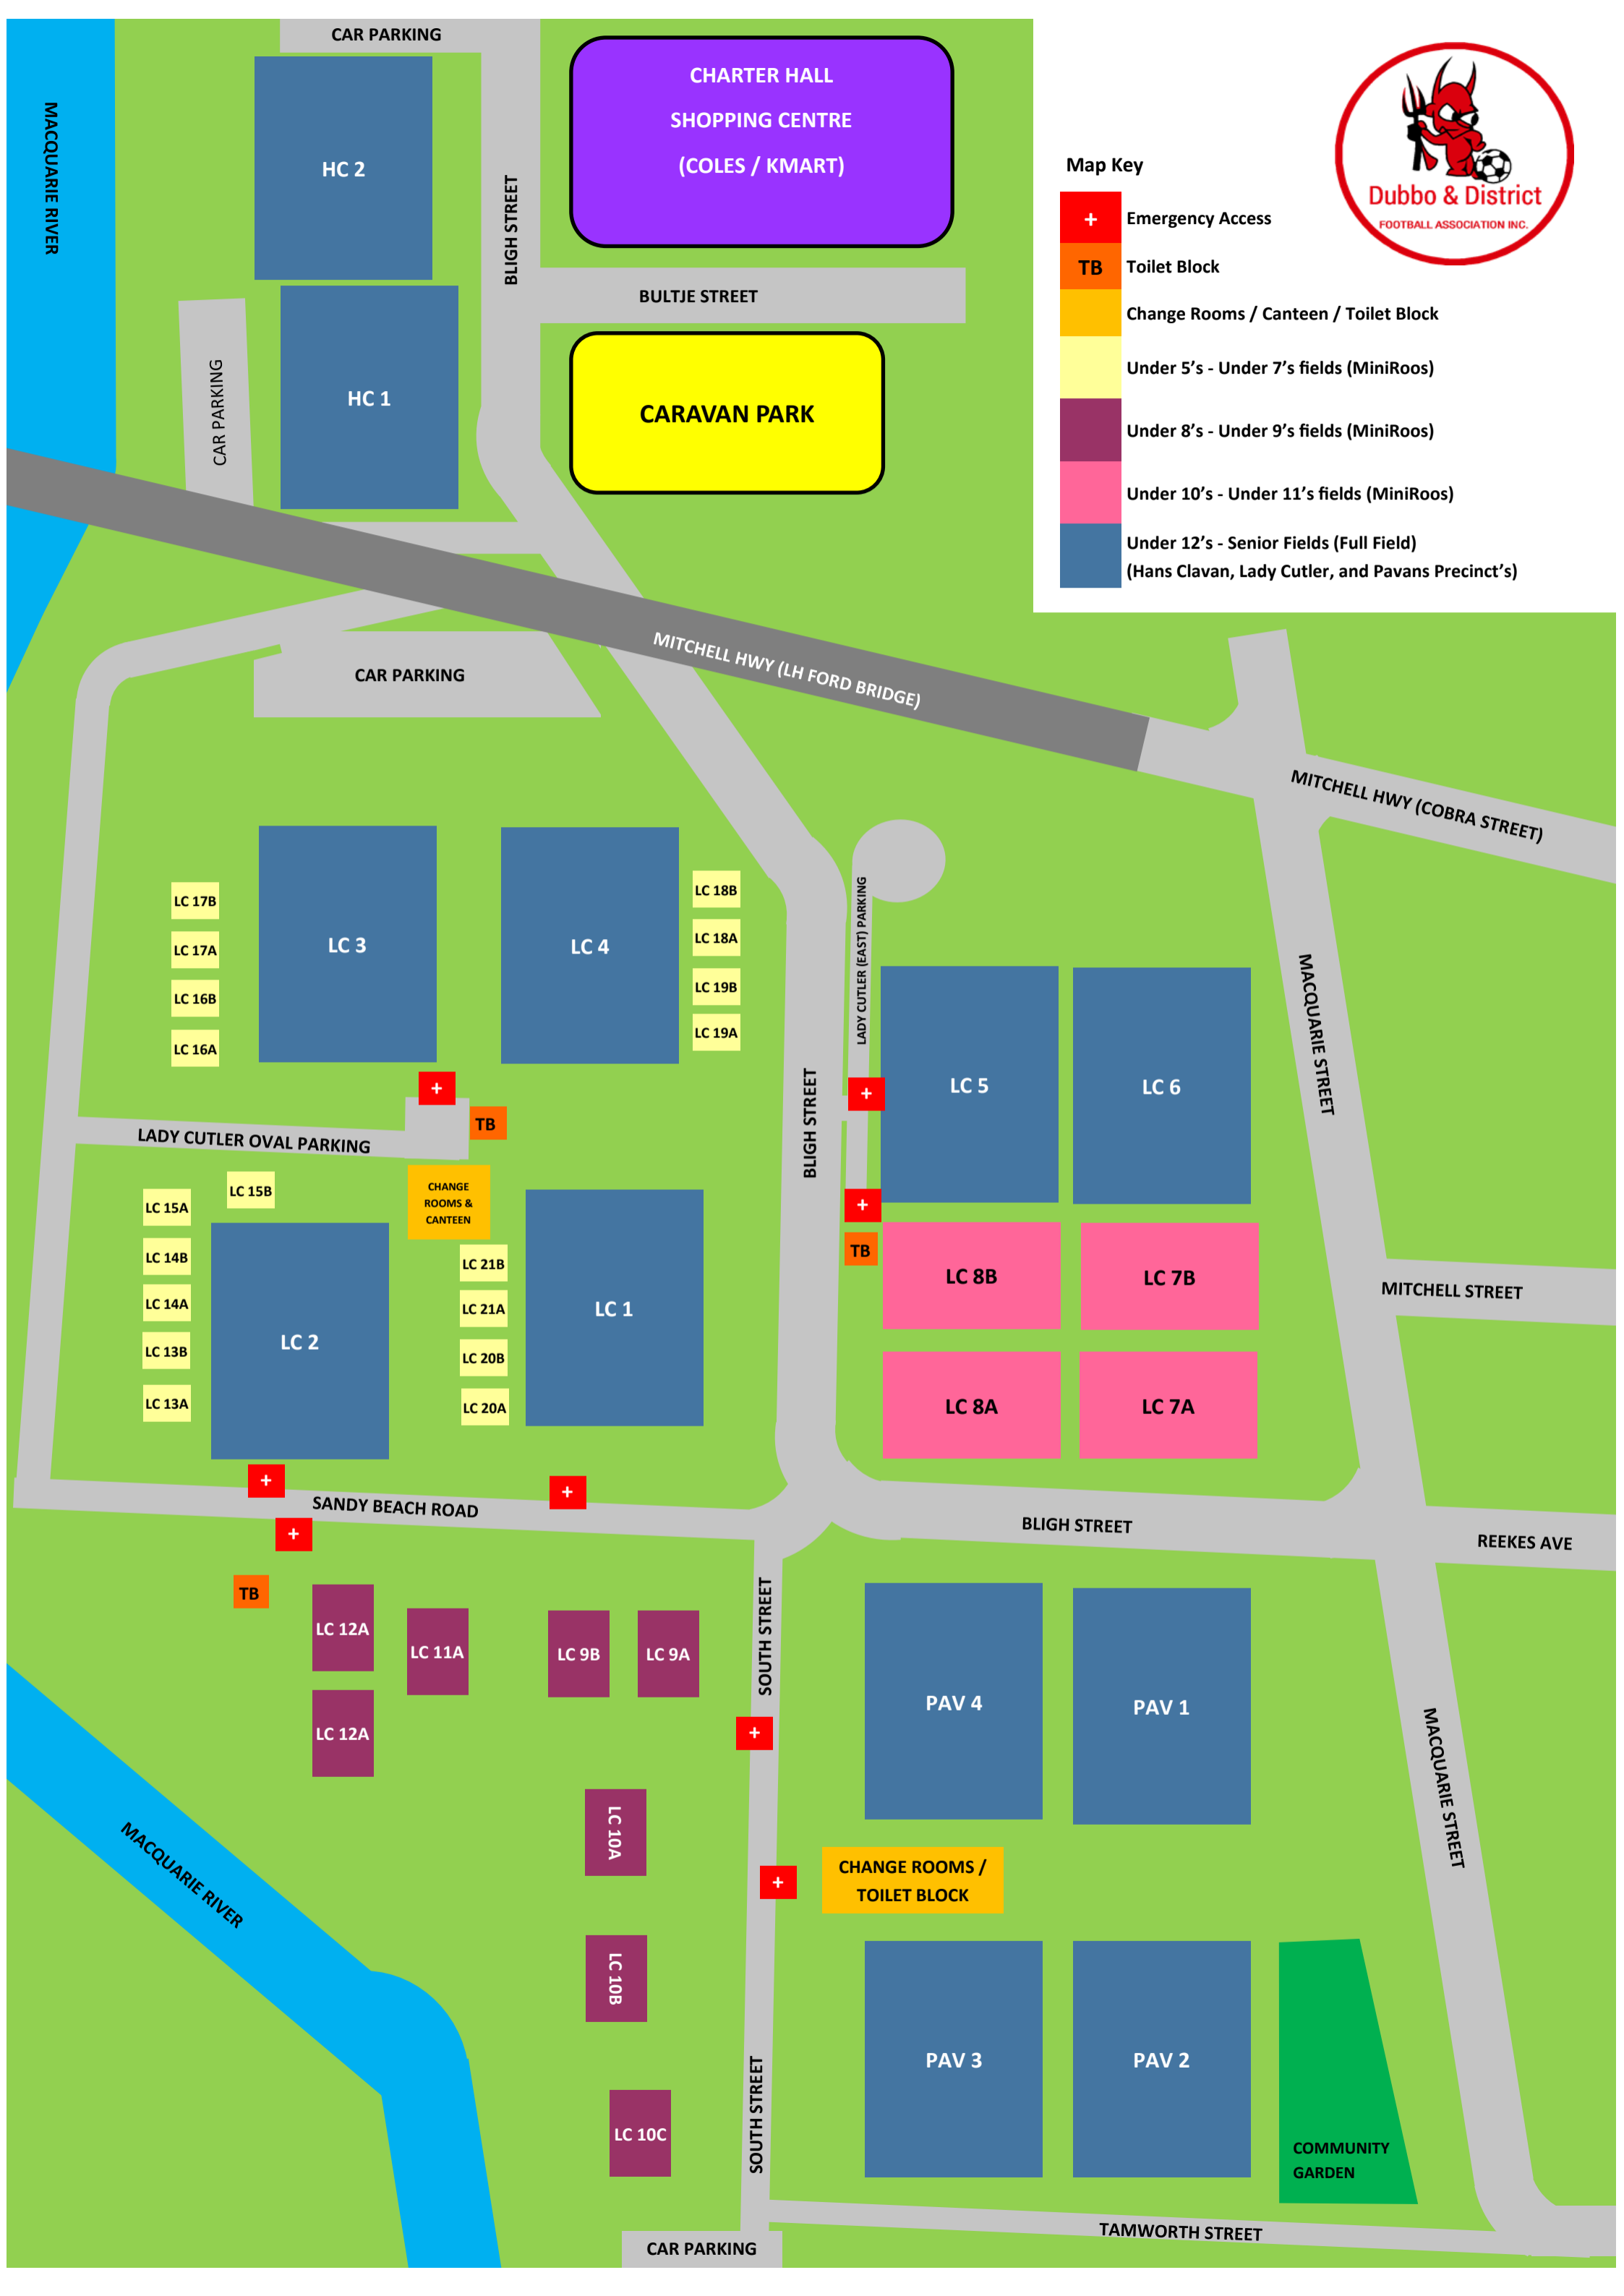 CAR PARKING
MACQUARIE RIVER
HC 2
BLIGH STREET
CHARTER HALL
SHOPPING CENTRE
(COLES / KMART)
BULTJE STREET
CAR PARKING
HC 1
CARAVAN PARK
Dubbo & District
FOOTBALL ASSOCIATION INC.
Map Key
+ Emergency Access
TB Toilet Block
Change Rooms / Canteen / Toilet Block
Under 5’s - Under 7’s fields (MiniRoos)
Under 8’s - Under 9’s fields (MiniRoos)
Under 10’s - Under 11’s fields (MiniRoos)
Under 12’s - Senior Fields (Full Field)
(Hans Clavan, Lady Cutler, and Pavans Precinct’s)
MITCHELL HWY (LH FORD BRIDGE)
CAR PARKING
MITCHELL HWY (COBRA STREET)
LC 17B
LC 17A
LC 16B
LC 16A
LC 3
LC 4
LC 18B
LC 18A
LC 19B
LC 19A
LADY CUTLER (EAST) PARKING
LC 5
LC 6
MACQUARIE STREET
+
+
TB
LADY CUTLER OVAL PARKING
BLIGH STREET
+
TB
LC 15B
LC 15A
LC 14B
LC 14A
LC 13B
LC 13A
LC 2
CHANGE
ROOMS &
CANTEEN
LC 21B
LC 21A
LC 20B
LC 20A
LC 1
LC 8B
LC 7B
LC 8A
LC 7A
MITCHELL STREET
+
+
SANDY BEACH ROAD
+
BLIGH STREET
REEKES AVE
TB
LC 12A
LC 11A
LC 9B
LC 9A
LC 12A
SOUTH STREET
+
PAV 4
PAV 1
MACQUARIE STREET
MACQUARIE RIVER
LC 10A
+
CHANGE ROOMS /
TOILET BLOCK
LC 10B
LC 10C
SOUTH STREET
PAV 3
PAV 2
COMMUNITY
GARDEN
TAMWORTH STREET
CAR PARKING